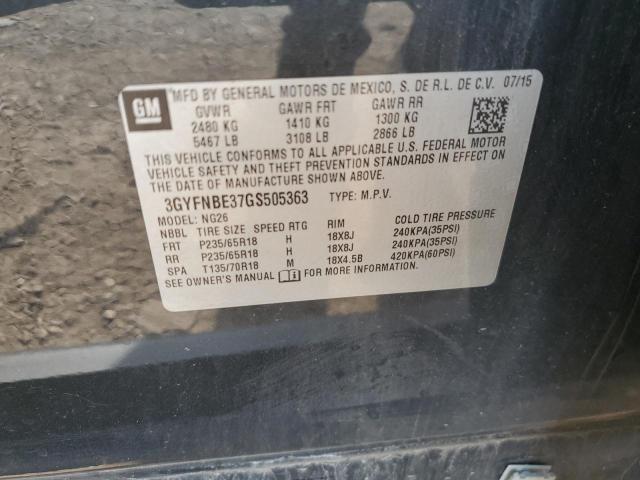 GM MFD BY GENERAL MOTORS DE MEXICO, S. DE R.L. DE C.V. 07/15
GVWR GAWR FRT GAWR RR
2480 KG 1410 KG 1300 KG
5467 LB 3108 LB 2866 LB
THIS VEHICLE CONFORMS TO ALL APPLICABLE U.S. FEDERAL MOTOR
VEHICLE SAFETY AND THEFT PREVENTION STANDARDS IN EFFECT ON
THE DATE OF MANUFACTURE SHOWN ABOVE.
3GYFNBE37GS505363 TYPE: M.P.V.
MODEL: NG26
NBBL TIRE SIZE SPEED RTG RIM COLD TIRE PRESSURE
FRT P235/65R18 H 18X8J 240KPA(35PSI)
RR P235/65R18 H 18X8J 240KPA(35PSI)
SPA T135/70R18 M 18X4.5B 420KPA(60PSI)
SEE OWNER'S MANUAL FOR MORE INFORMATION.